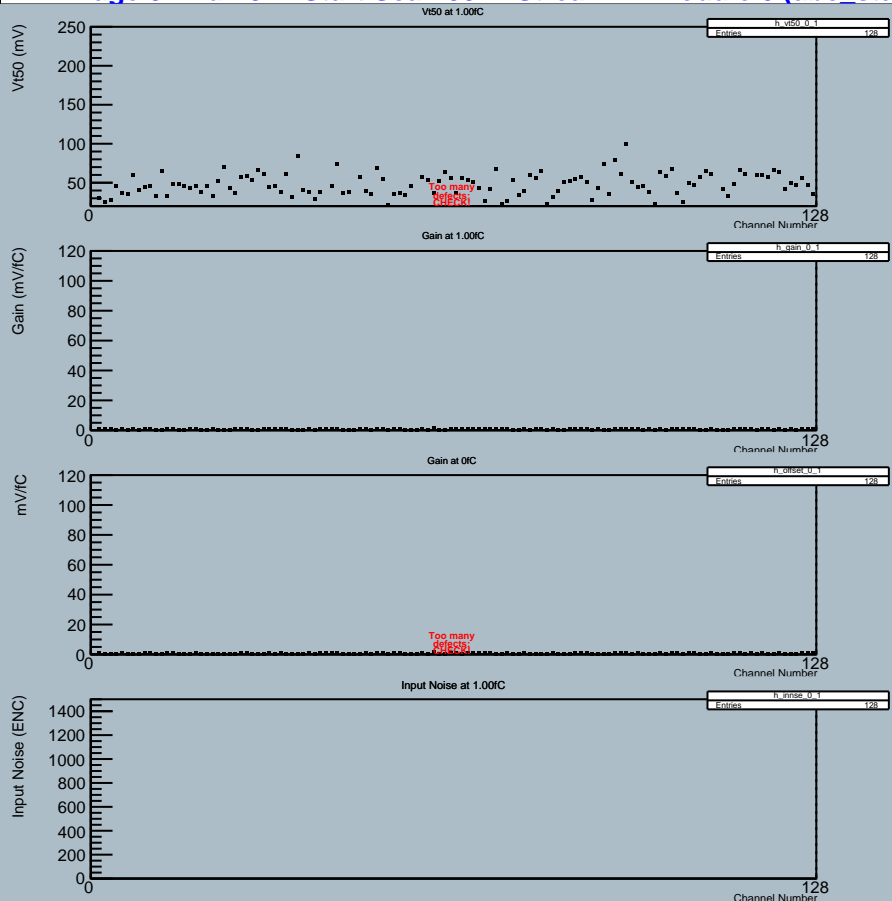 Vt50 at 1.00fC
h_vt50_0_1
Entries 128
Vt50 (mV)
250
200
150
100
50
Too many
defects:
CHECK!
0
128
Channel Number
Gain at 1.00fC
h_gain_0_1
Entries 128
Gain (mV/fC)
120
100
80
60
40
20
0
0
128
Channel Number
Gain at 0fC
h_offset_0_1
Entries 128
mV/fC
120
100
80
60
40
20
0
Too many
defects:
CHECK!
0
128
Channel Number
Input Noise at 1.00fC
h_innse_0_1
Entries 128
Input Noise (ENC)
1400
1200
1000
800
600
400
200
0
0
128
Channel Number